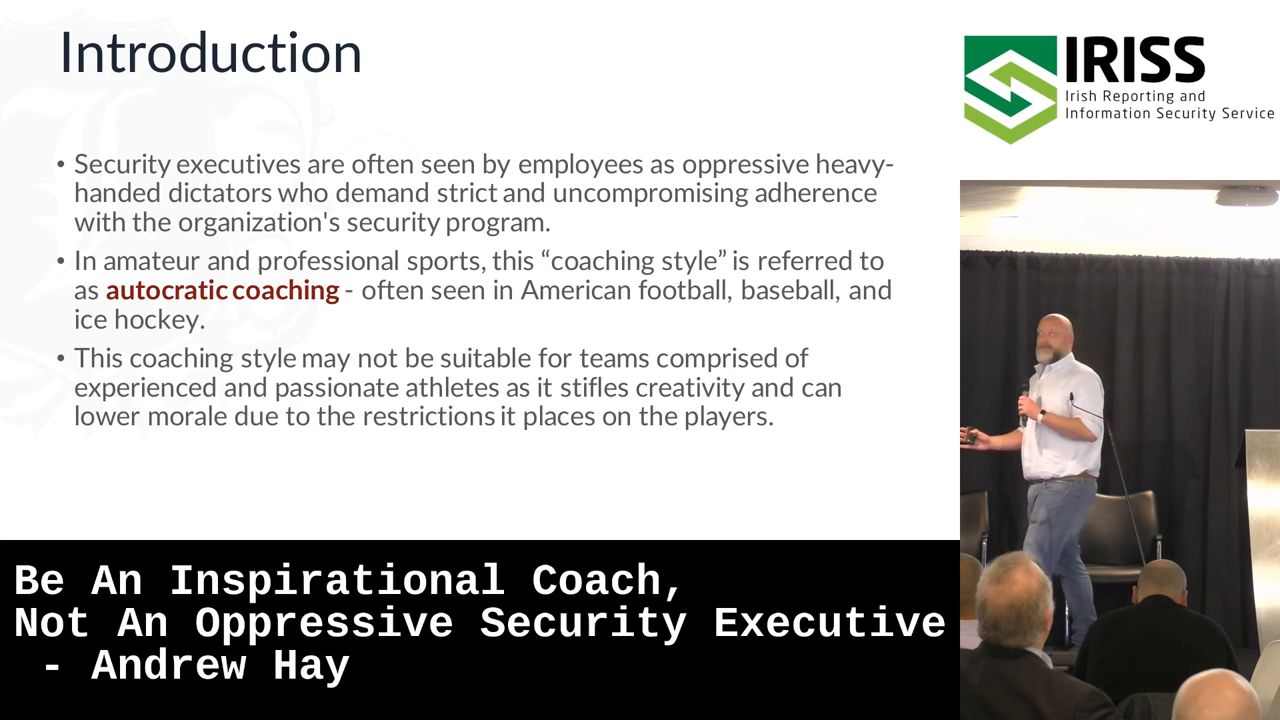 Introduction
IRISS
Irish Reporting and
Information Security Service
• Security executives are often seen by employees as oppressive heavy-
handed dictators who demand strict and uncompromising adherence
with the organization's security program.
• In amateur and professional sports, this “coaching style” is referred to
as autocratic coaching - often seen in American football, baseball, and
ice hockey.
• This coaching style may not be suitable for teams comprised of
experienced and passionate athletes as it stifles creativity and can
lower morale due to the restrictions it places on the players.
Be An Inspirational Coach,
Not An Oppressive Security Executive
- Andrew Hay